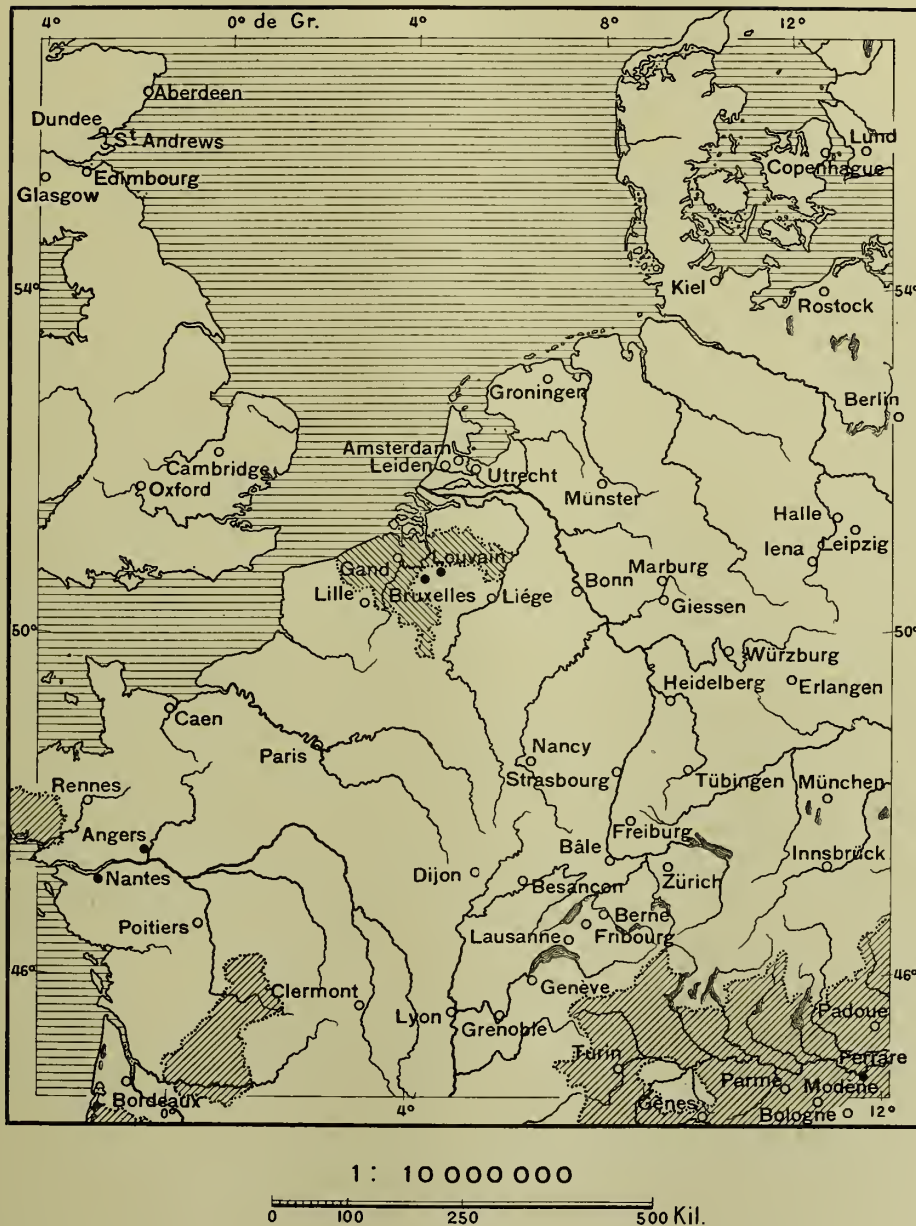 4° 0° de Gr. 4° 8° 12°
Aberdeen
Dundee
St Andrews
Lund
Copenhague
Edimbourg
Glasgow
54° Kiel 54°
Rostock
Groningen
Berlin
Amsterdam
Cambridge Leiden Utrecht
Oxford Münster
Halle
Leipzig
Louvain Iena
Gand Marburg
Bruxelles Bonn
Lille Liége Giessen
50° 50°
Würzburg
Heidelberg Erlangen
Caen
Nancy
Paris
Strasbourg Tübingen München
Rennes
Freiburg
Angers
Bâle Innsbrück
Dijon
Nantes Besançon Zürich
Berne
Poitiers Fribourg
Lausanne
46° 46°
Genève
Clermont
Lyon Padoue
Grenoble
Turin Ferrare
Parme Modène
Bordeaux Gênes Bologne
0° 4° 12°
1: 10 000 000
0 100 250 500 Kil.